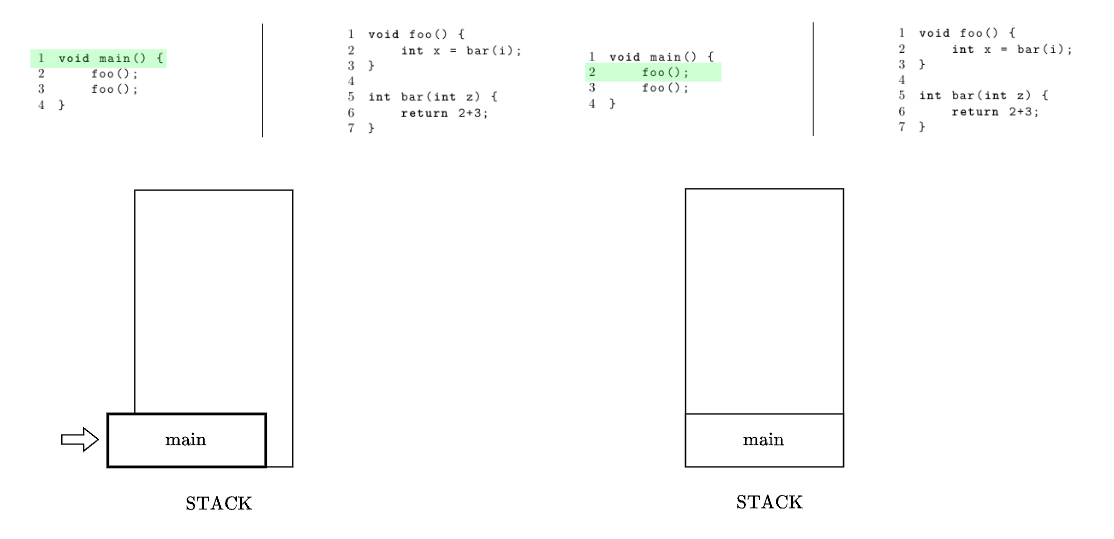 1 void main() {
2     foo();
3     foo();
4 }
1 void foo() {
2     int x = bar(i);
3 }
4
5 int bar(int z) {
6     return 2+3;
7 }
main
STACK
1 void main() {
2     foo();
3     foo();
4 }
1 void foo() {
2     int x = bar(i);
3 }
4
5 int bar(int z) {
6     return 2+3;
7 }
main
STACK